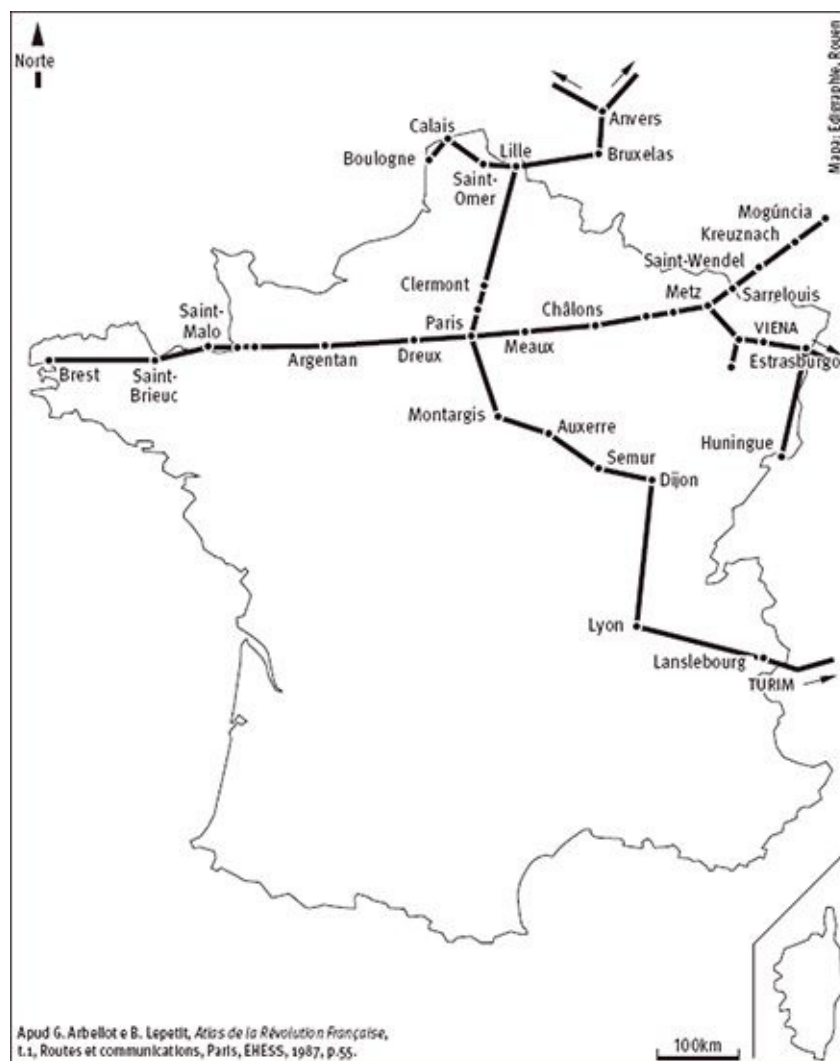 Norte
Mapa: Edigraphie, Rouen
Anvers
Calais
Lille
Boulogne
Bruxelas
Saint-
Omer
Mogúncia
Kreuznach
Saint-Wendel
Clermont
Metz
Sarrelouis
Saint-
Malo
Châlons
Paris
VIENA
Meaux
Estrasburgo
Argentan
Dreux
Brest
Saint-
Brieuc
Montargis
Auxerre
Huningue
Semur
Dijon
Lyon
Lanslebourg
TURIM
Apud G. Arbellot e B. Lepetit, Atlas de la Révolution Française,
t.1, Routes et communications, Paris, EHESS, 1987, p.55.
100km